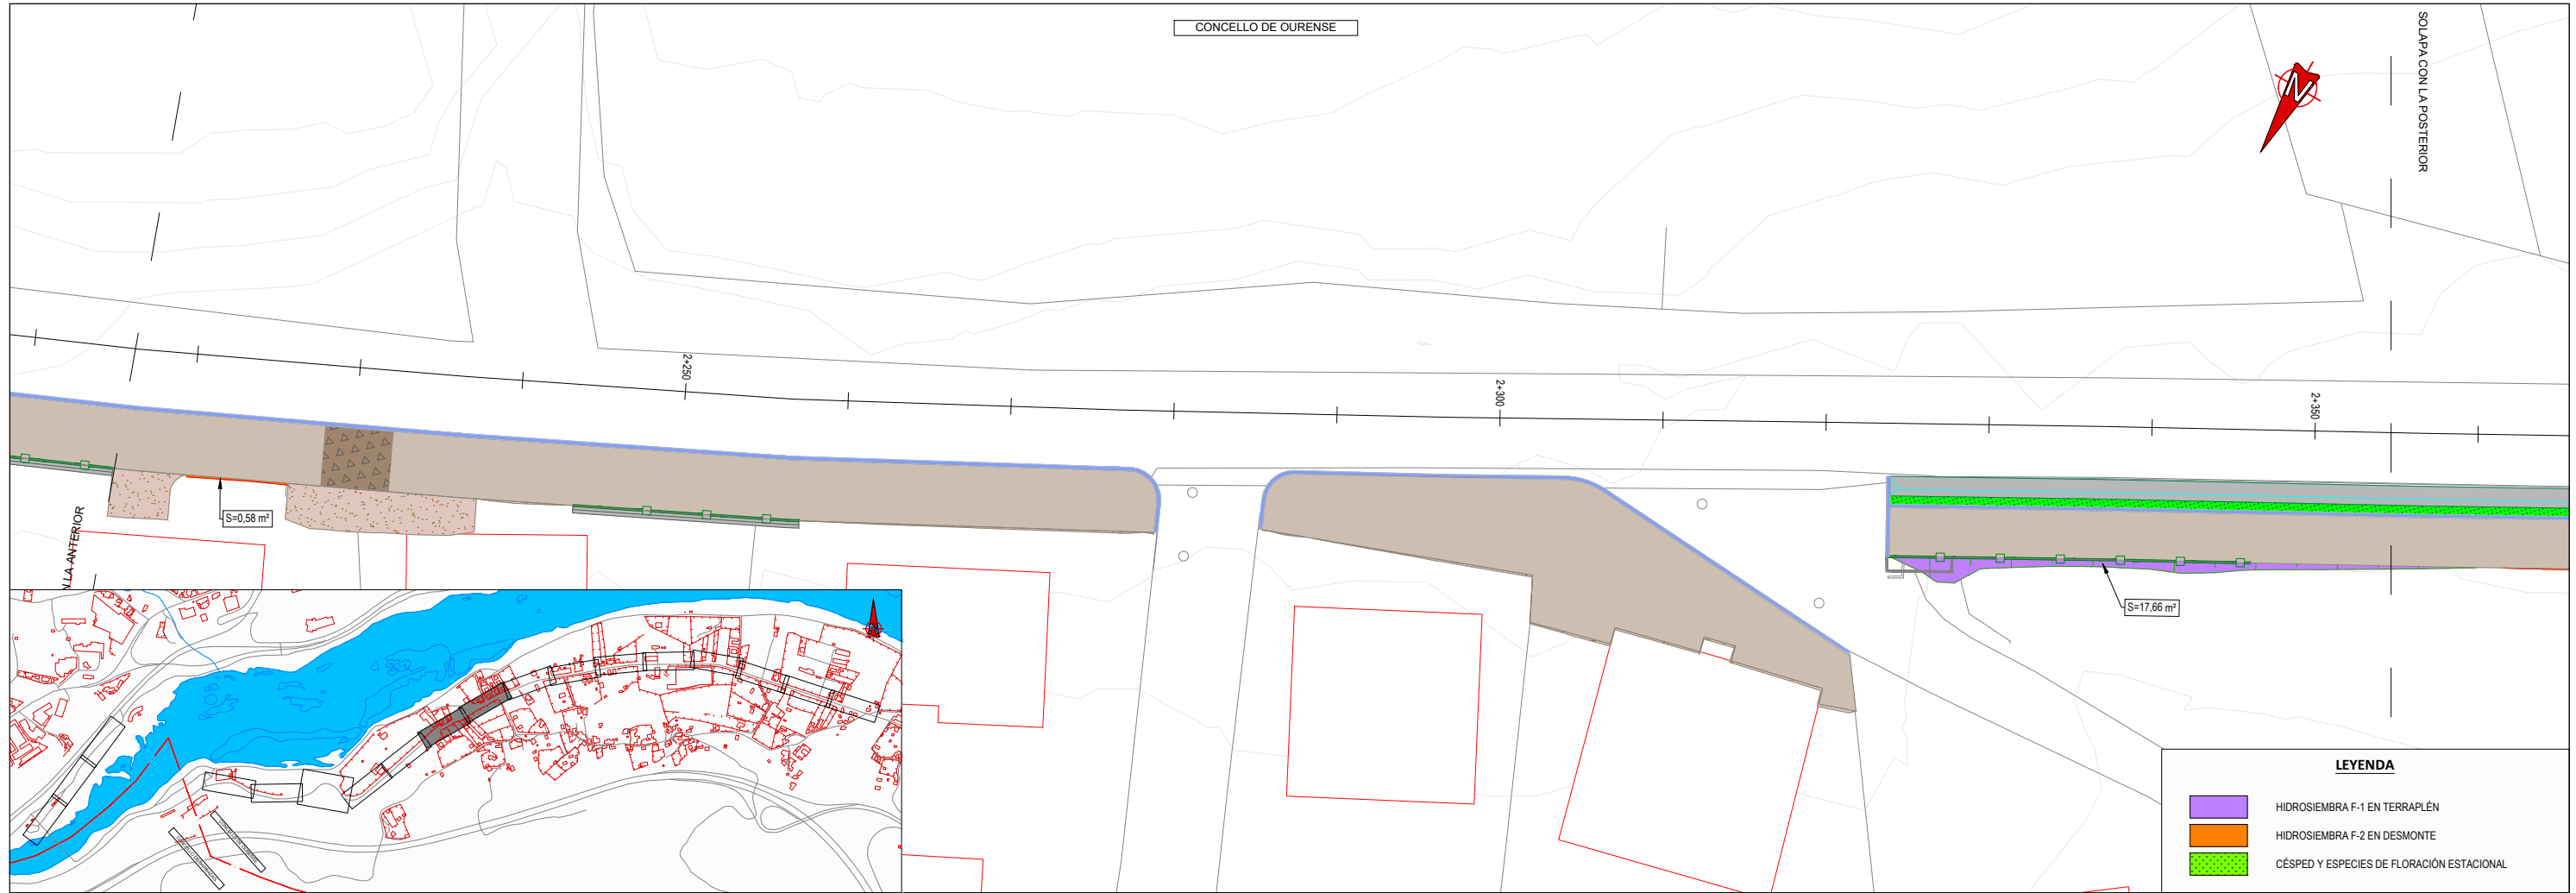 CONCELLO DE OURENSE
SOLAPA CON LA POSTERIOR
N
2+250
2+300
2+350
S=0,58 m²
N LA ANTERIOR
S=17,66 m²
LEYENDA
HIDROSIEMBRA F-1 EN TERRAPLÉN
HIDROSIEMBRA F-2 EN DESMONTE
CÉSPED Y ESPECIES DE FLORACIÓN ESTACIONAL